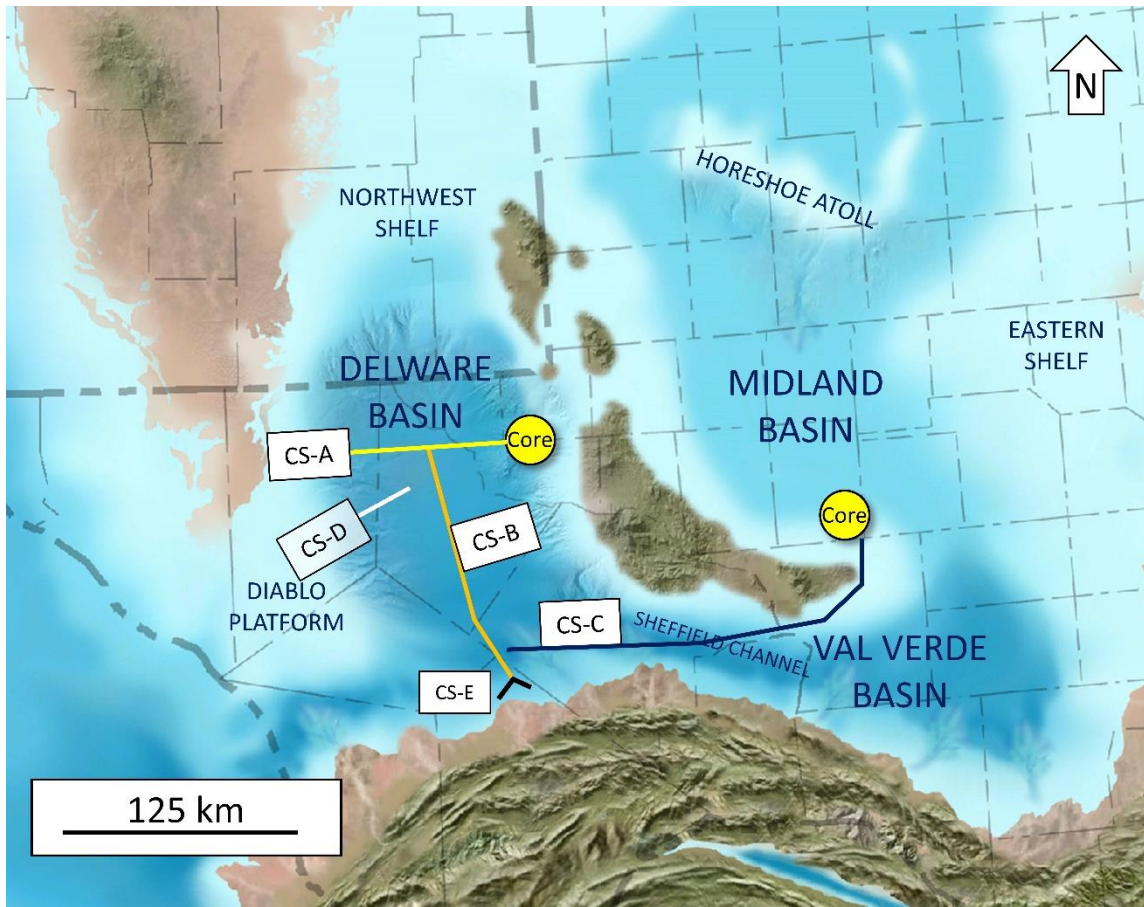 N
HORESHOE ATOLL
NORTHWEST
SHELF
EASTERN
SHELF
DELWARE
BASIN
MIDLAND
BASIN
Core
CS-A
Core
CS-D
CS-B
DIABLO
PLATFORM
CS-C
SHEFFIELD CHANNEL
VAL VERDE
BASIN
CS-E
125 km